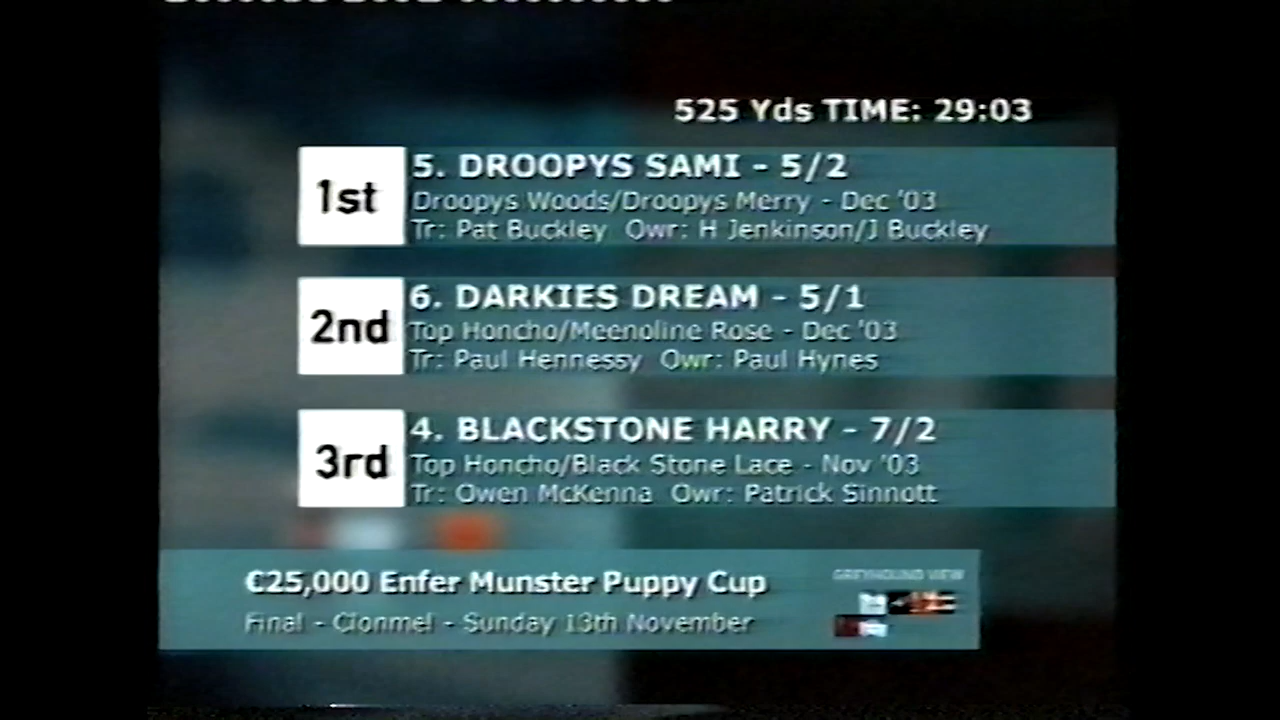 525 Yds TIME: 29:03
1st
5. DROOPYS SAMI - 5/2
Droopys Woods/Droopys Merry - Dec '03
Tr: Pat Buckley Owr: H Jenkinson/J Buckley
2nd
6. DARKIES DREAM - 5/1
Top Honcho/Meenoline Rose - Dec '03
Tr: Paul Hennessy Owr: Paul Hynes
3rd
4. BLACKSTONE HARRY - 7/2
Top Honcho/Black Stone Lace - Nov '03
Tr: Owen McKenna Owr: Patrick Sinnott
€25,000 Enfer Munster Puppy Cup
Final - Clonmel - Sunday 13th November
GREYHOUND VIEW